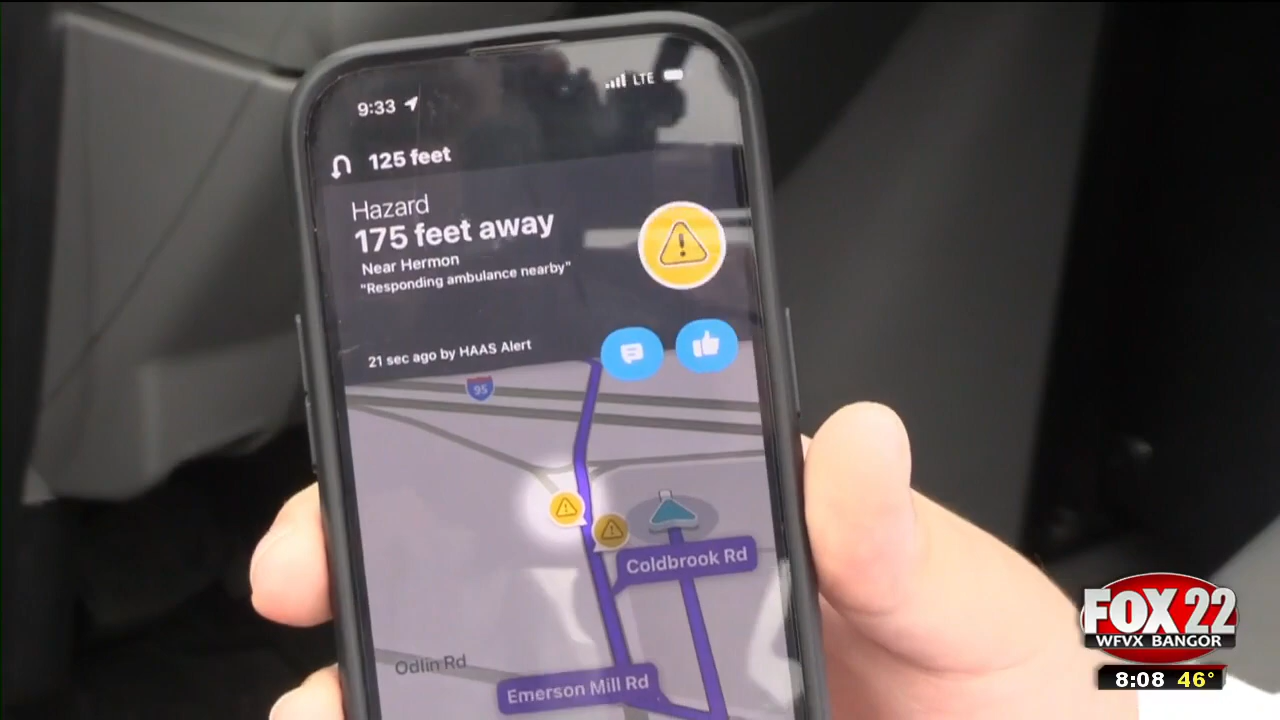 9:33
LTE
125 feet
Hazard
175 feet away
Near Hermon
"Responding ambulance nearby"
21 sec ago by HAAS Alert
95
Coldbrook Rd
Odlin Rd
Emerson Mill Rd
FOX 22
WFVX BANGOR
8:08 46°